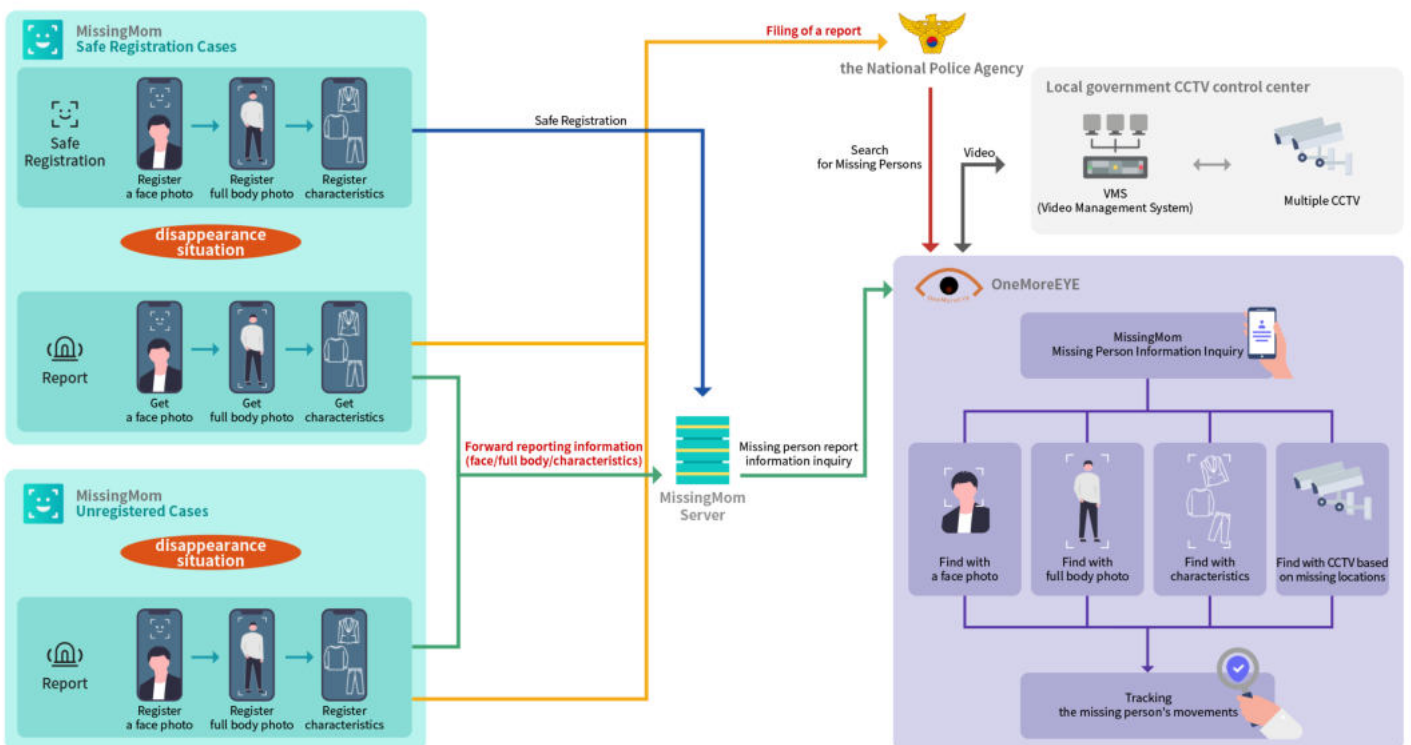 MissingMom
Safe Registration Cases
Safe
Registration
Register
a face photo
Register
full body photo
Register
characteristics
disappearance
situation
Report
Get
a face photo
Get
full body photo
Get
characteristics
MissingMom
Unregistered Cases
disappearance
situation
Report
Register
a face photo
Register
full body photo
Register
characteristics
Filing of a report
the National Police Agency
Safe Registration
Search
for Missing Persons
Video
Local government CCTV control center
VMS
(Video Management System)
Multiple CCTV
Forward reporting information
(face/full body/characteristics)
MissingMom
Server
Missing person report
information inquiry
OneMoreEYE
MissingMom
Missing Person Information Inquiry
Find with
a face photo
Find with
full body photo
Find with
characteristics
Find with CCTV based
on missing locations
Tracking
the missing person's movements